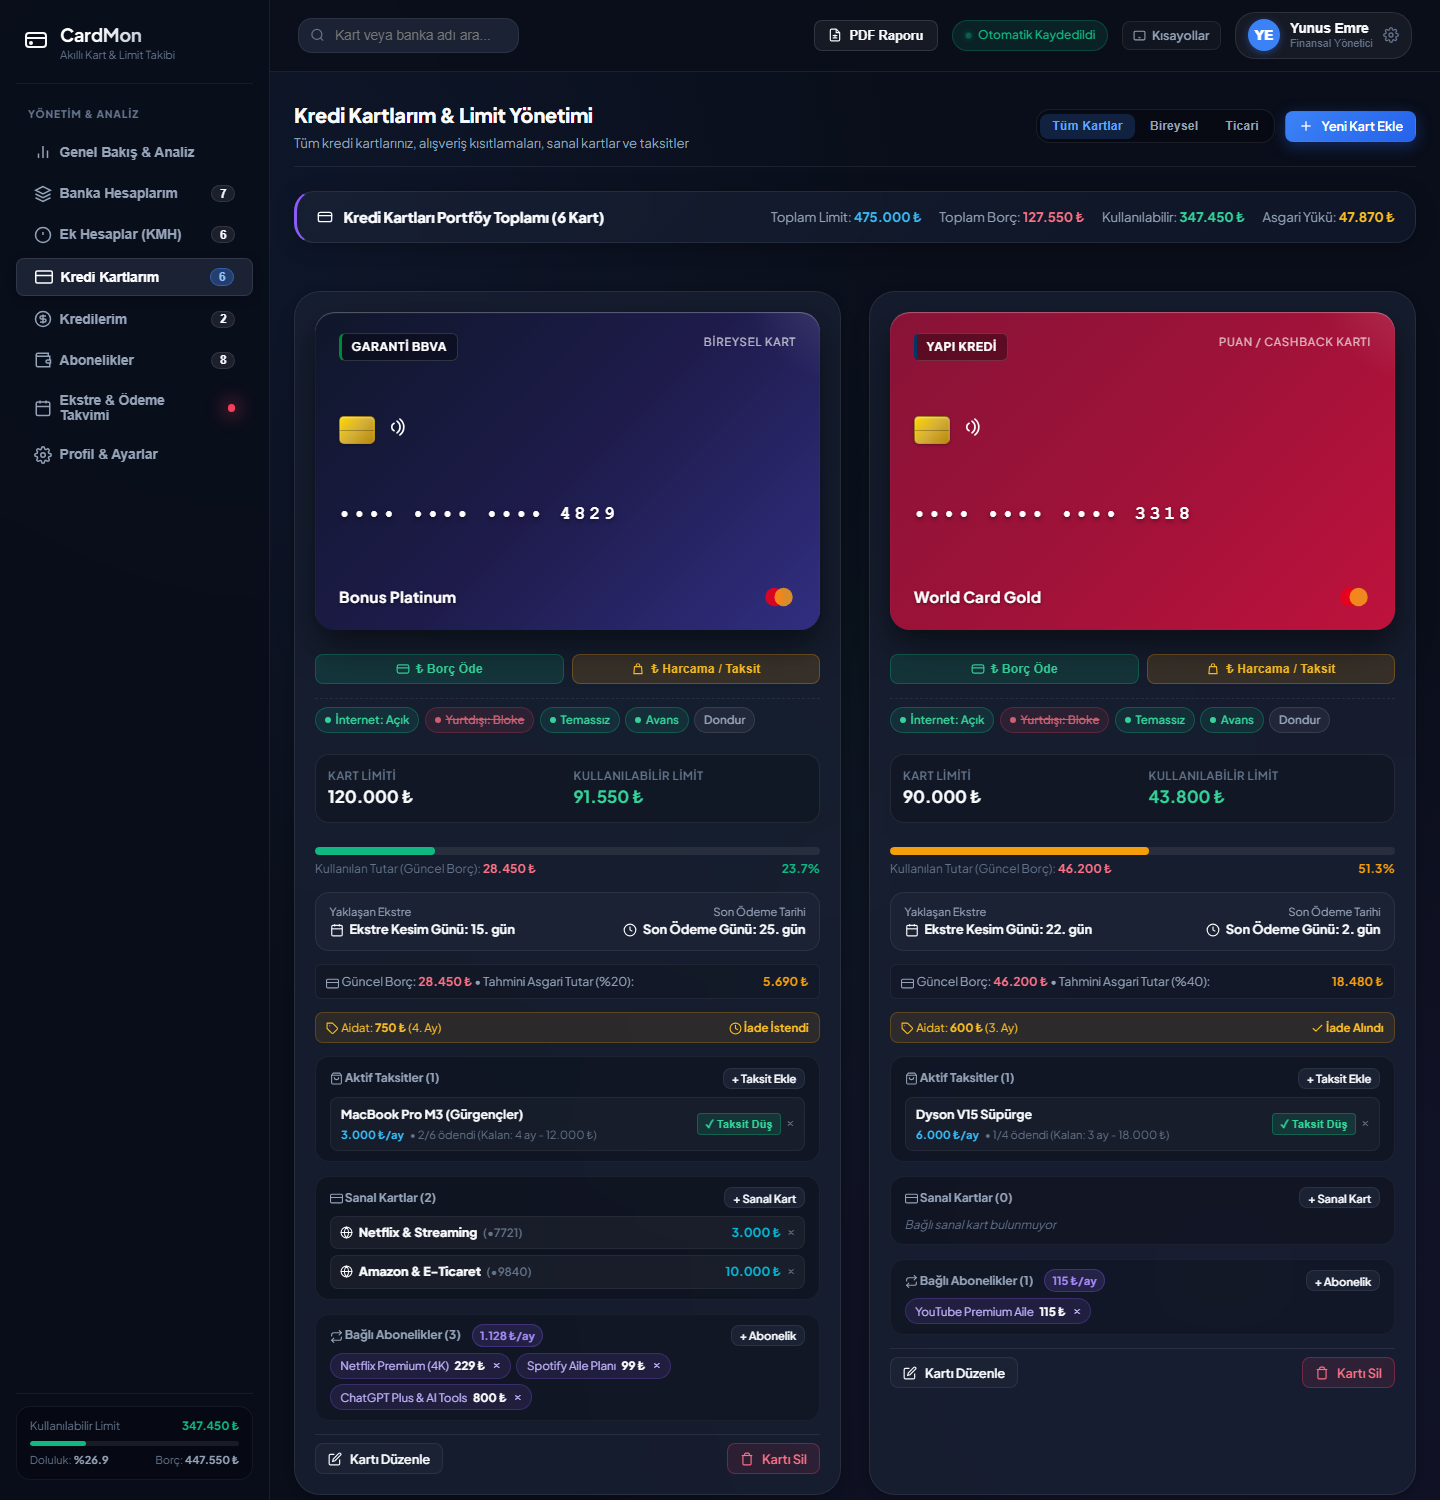 CardMon
Akıllı Kart & Limit Takibi
YÖNETİM & ANALİZ
Genel Bakış & Analiz
Banka Hesaplarım 7
Ek Hesaplar (KMH) 6
Kredi Kartlarım 6
Kredilerim 2
Abonelikler 8
Ekstre & Ödeme
Takvimi
Profil & Ayarlar
Kullanılabilir Limit 347.450 ₺
Doluluk: %26.9 Borç: 447.550 ₺
Kart veya banka adı ara...
PDF Raporu
Otomatik Kaydedildi
Kısayollar
YE
Yunus Emre
Finansal Yönetici
Kredi Kartlarım & Limit Yönetimi
Tüm kredi kartlarınız, alışveriş kısıtlamaları, sanal kartlar ve taksitler
Tüm Kartlar Bireysel Ticari
+ Yeni Kart Ekle
Kredi Kartları Portföy Toplamı (6 Kart)
Toplam Limit: 475.000 ₺ Toplam Borç: 127.550 ₺ Kullanılabilir: 347.450 ₺ Asgari Yükü: 47.870 ₺
GARANTİ BBVA
BİREYSEL KART
•••• •••• •••• 4829
Bonus Platinum
₺ Borç Öde
₺ Harcama / Taksit
İnternet: Açık Yurtdışı: Bloke Temassız Avans Dondur
KART LİMİTİ KULLANILABİLİR LİMİT
120.000 ₺ 91.550 ₺
Kullanılan Tutar (Güncel Borç): 28.450 ₺ 23.7%
Yaklaşan Ekstre Son Ödeme Tarihi
Ekstre Kesim Günü: 15. gün Son Ödeme Günü: 25. gün
Güncel Borç: 28.450 ₺ • Tahmini Asgari Tutar (%20): 5.690 ₺
Aidat: 750 ₺ (4. Ay) İade İstendi
Aktif Taksitler (1) + Taksit Ekle
MacBook Pro M3 (Gürgençler)
3.000 ₺/ay • 2/6 ödendi (Kalan: 4 ay - 12.000 ₺)
✓ Taksit Düş ×
Sanal Kartlar (2) + Sanal Kart
Netflix & Streaming (•7721) 3.000 ₺ ×
Amazon & E-Ticaret (•9840) 10.000 ₺ ×
Bağlı Abonelikler (3) 1.128 ₺/ay + Abonelik
Netflix Premium (4K) 229 ₺ × Spotify Aile Planı 99 ₺ ×
ChatGPT Plus & AI Tools 800 ₺ ×
Kartı Düzenle Kartı Sil
YAPI KREDİ
PUAN / CASHBACK KARTI
•••• •••• •••• 3318
World Card Gold
₺ Borç Öde
₺ Harcama / Taksit
İnternet: Açık Yurtdışı: Bloke Temassız Avans Dondur
KART LİMİTİ KULLANILABİLİR LİMİT
90.000 ₺ 43.800 ₺
Kullanılan Tutar (Güncel Borç): 46.200 ₺ 51.3%
Yaklaşan Ekstre Son Ödeme Tarihi
Ekstre Kesim Günü: 22. gün Son Ödeme Günü: 2. gün
Güncel Borç: 46.200 ₺ • Tahmini Asgari Tutar (%40): 18.480 ₺
Aidat: 600 ₺ (3. Ay) ✓ İade Alındı
Aktif Taksitler (1) + Taksit Ekle
Dyson V15 Süpürge
6.000 ₺/ay • 1/4 ödendi (Kalan: 3 ay - 18.000 ₺)
✓ Taksit Düş ×
Sanal Kartlar (0) + Sanal Kart
Bağlı sanal kart bulunmuyor
Bağlı Abonelikler (1) 115 ₺/ay + Abonelik
YouTube Premium Aile 115 ₺ ×
Kartı Düzenle Kartı Sil